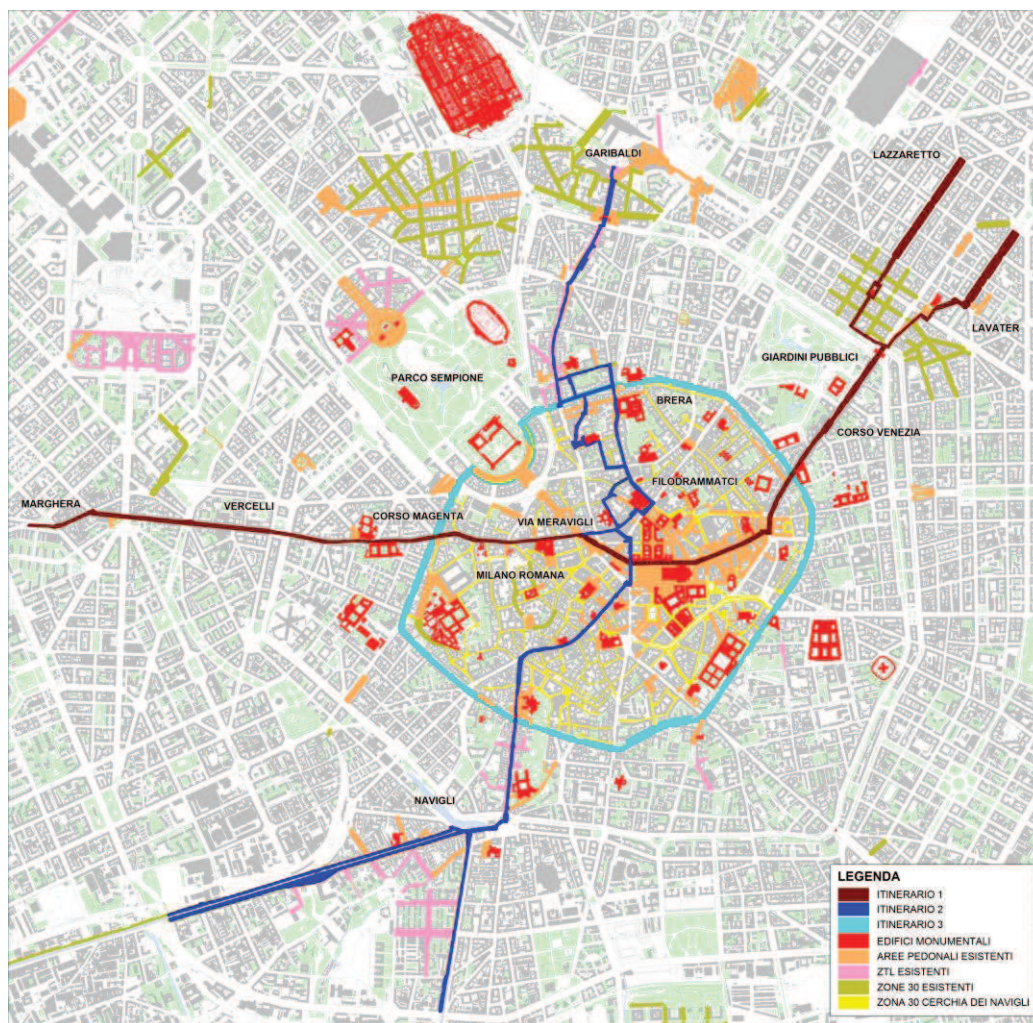 GARIBALDI
LAZZARETTO
LAVATER
GIARDINI PUBBLICI
PARCO SEMPIONE
BRERA
CORSO VENEZIA
FILODRAMMATCI
MARGHERA
VERCELLI
CORSO MAGENTA
VIA MERAVIGLI
MILANO ROMANA
NAVIGLI
LEGENDA
ITINERARIO 1
ITINERARIO 2
ITINERARIO 3
EDIFICI MONUMENTALI
AREE PEDONALI ESISTENTI
ZTL ESISTENTI
ZONE 30 ESISTENTI
ZONA 30 CERCHIA DEI NAVIGLI